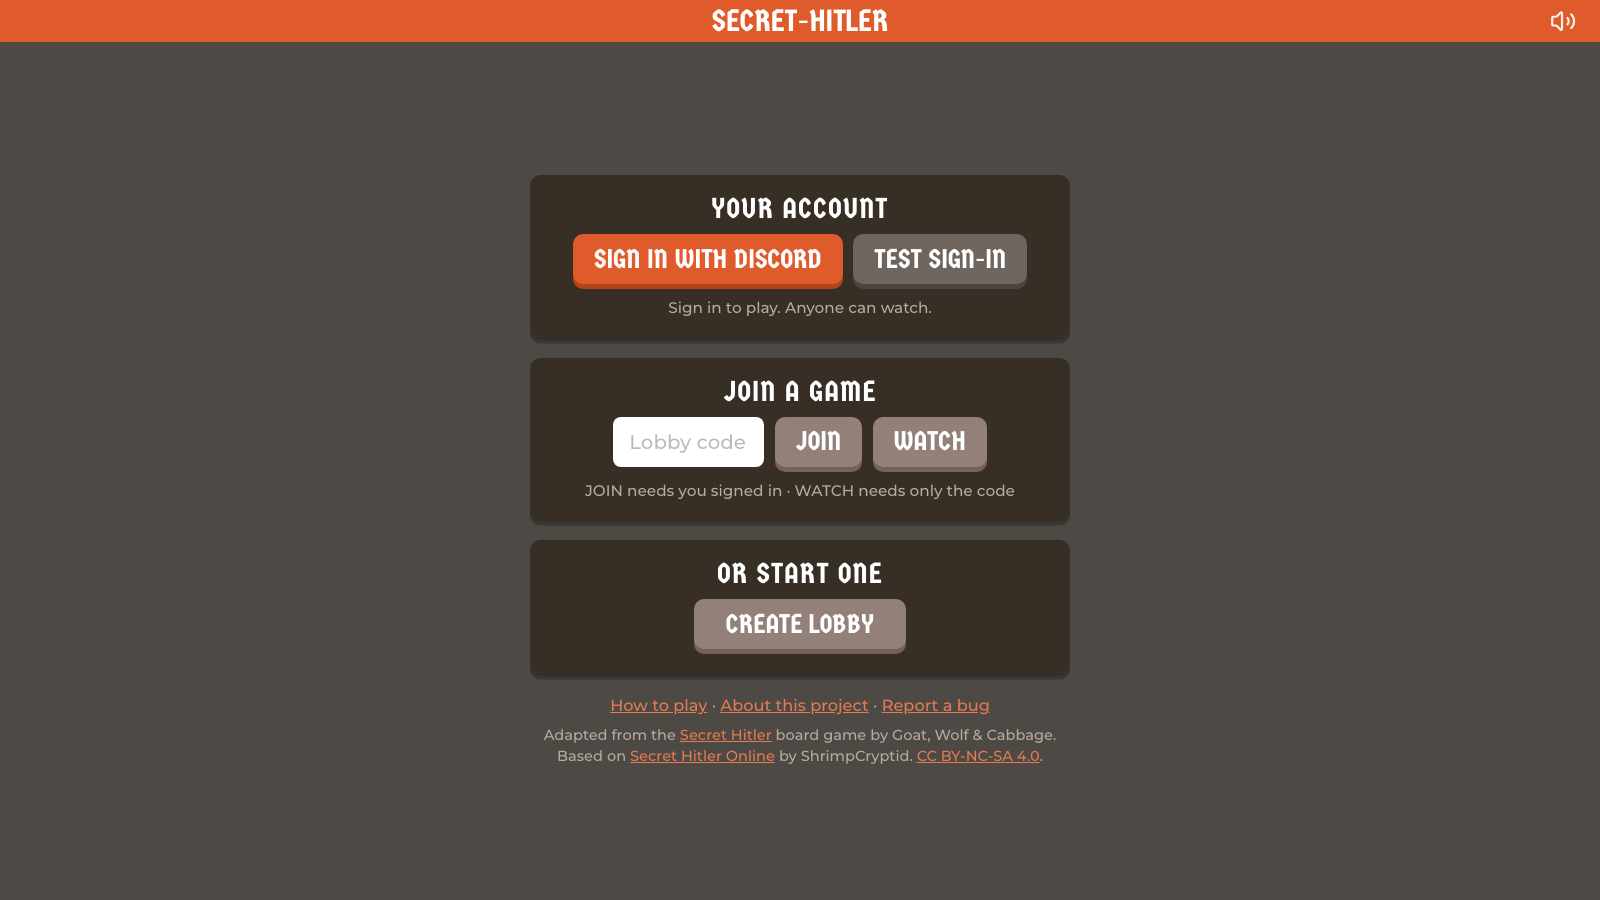 SECRET-HITLER
YOUR ACCOUNT
SIGN IN WITH DISCORD TEST SIGN-IN
Sign in to play. Anyone can watch.
JOIN A GAME
Lobby code JOIN WATCH
JOIN needs you signed in · WATCH needs only the code
OR START ONE
CREATE LOBBY
How to play · About this project · Report a bug
Adapted from the Secret Hitler board game by Goat, Wolf & Cabbage.
Based on Secret Hitler Online by ShrimpCryptid. CC BY-NC-SA 4.0.